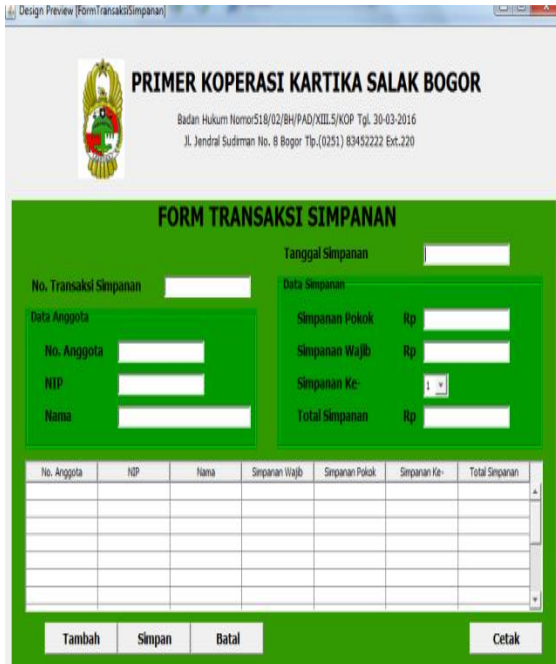 Design Preview [FormTransaksiSimpanan]
PRIMER KOPERASI KARTIKA SALAK BOGOR
Badan Hukum Nomor518/02/BH/PAD/XIII.5/KOP Tgl. 30-03-2016
Jl. Jendral Sudirman No. 8 Bogor Tlp.(0251) 83452222 Ext.220
FORM TRANSAKSI SIMPANAN
Tanggal Simpanan
No. Transaksi Simpanan
Data Anggota
No. Anggota
NIP
Nama
Data Simpanan
Simpanan Pokok Rp
Simpanan Wajib Rp
Simpanan Ke- 1
Total Simpanan Rp
No. Anggota NIP Nama Simpanan Wajib Simpanan Pokok Simpanan Ke- Total Simpanan
Tambah Simpan Batal Cetak